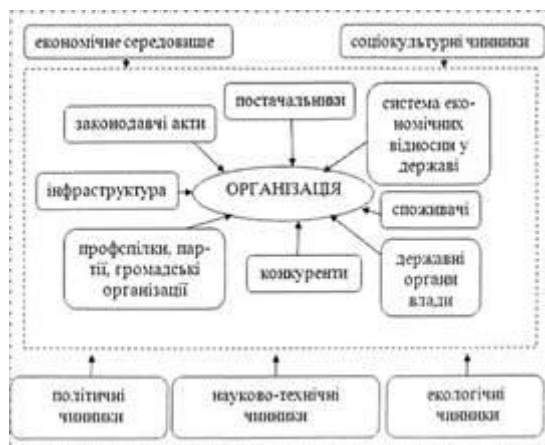 економічне середовише
соціокультурні чинники
законодавчі акти
постачальники
система еко-
номічних
відносин у
державі
інфраструктура
ОРГАНІЗАЦІЯ
споживачі
профспілки, пар-
тії, громадські
організації
конкуренти
державні
органи
влади
політичні
чинники
науково-технічні
чинники
екологічні
чинники